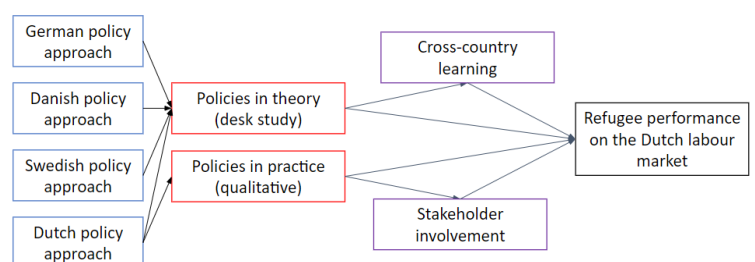 German policy
approach
Danish policy
approach
Swedish policy
approach
Dutch policy
approach
Policies in theory
(desk study)
Policies in practice
(qualitative)
Cross-country
learning
Stakeholder
involvement
Refugee performance
on the Dutch labour
market